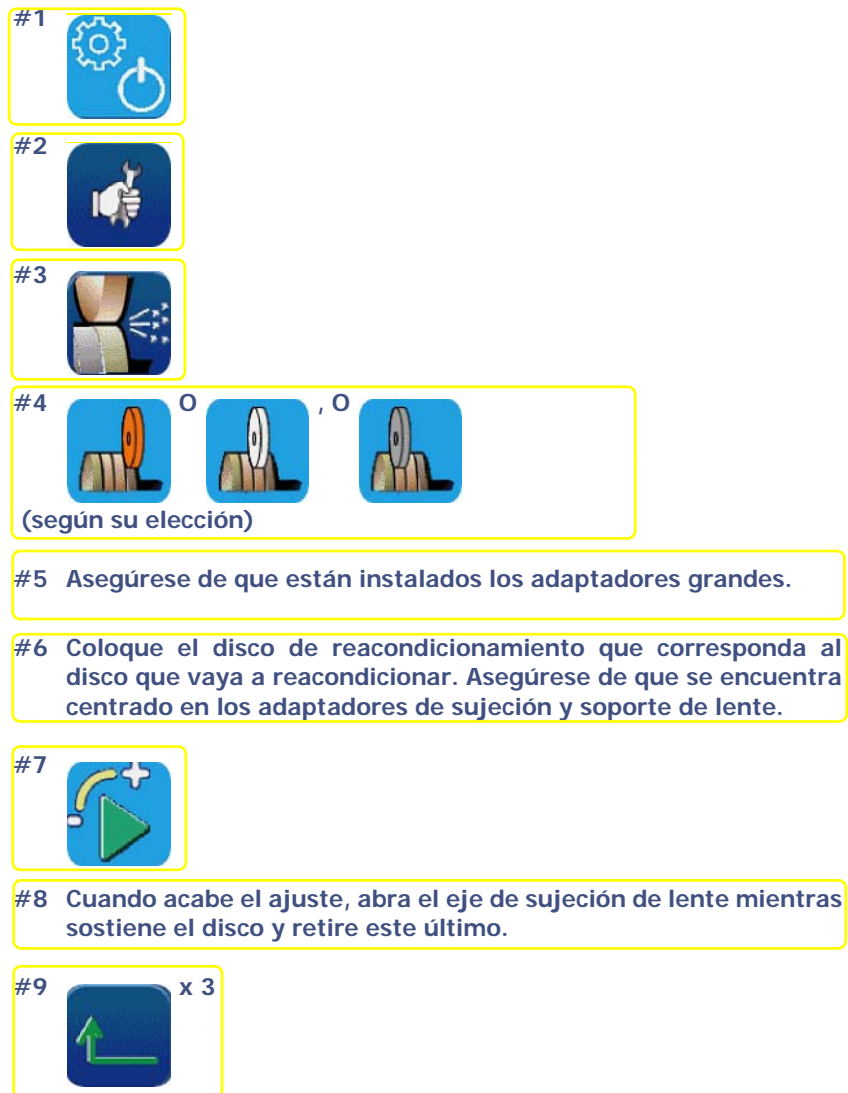 #1
#2
#3
#4 O , O
(según su elección)
#5 Asegúrese de que están instalados los adaptadores grandes.
#6 Coloque el disco de reacondicionamiento que corresponda al
disco que vaya a reacondicionar. Asegúrese de que se encuentra
centrado en los adaptadores de sujeción y soporte de lente.
#7
#8 Cuando acabe el ajuste, abra el eje de sujeción de lente mientras
sostiene el disco y retire este último.
#9 x 3